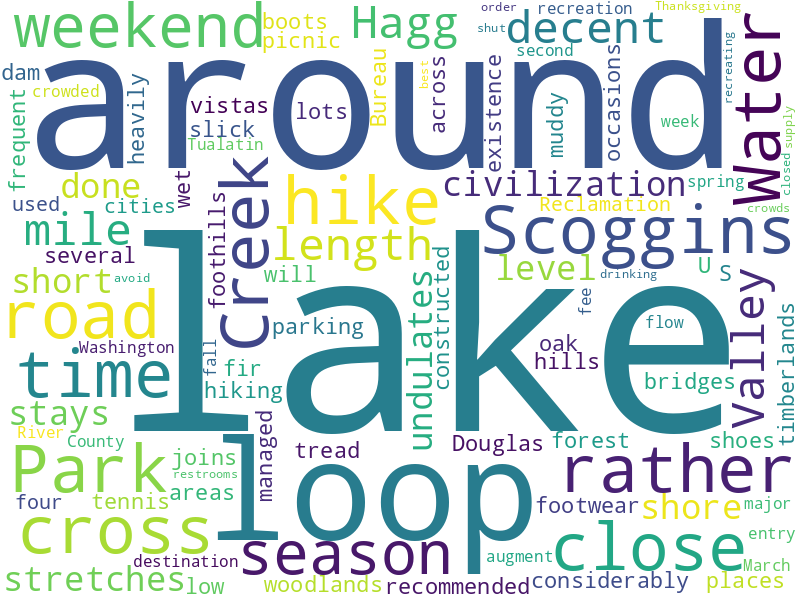 weekend
boots
picnic
Hagg
order
recreation
decent
Thanksgiving
shut
second
Water
around
dam
crowded
heavily
vistas
slick
Tualatin
lots
Bureau
across
best
existence
muddy
occasions
week
recreating
supply
closed
frequent
done
used
cities
wet
Creek
hike
civilization
spring
Reclamation
crowds
mile
several
short
avoid
foothills
length
will
Scoggins
level
U
S
drinking
road
lake
parking
undulates
constructed
fee
flow
Valley
timberlands
Washington
time
fall
fir
hiking
oak
hills
bridges
stays
River
County
loop
managed
tread
Douglas
forest
shoes
Park
joins
restrooms
areas
rather
four
tennis
footwear
shore
major
cross
destination
season
augment
close
entry
March
stretches
low
woodlands
recommended
considerably
places